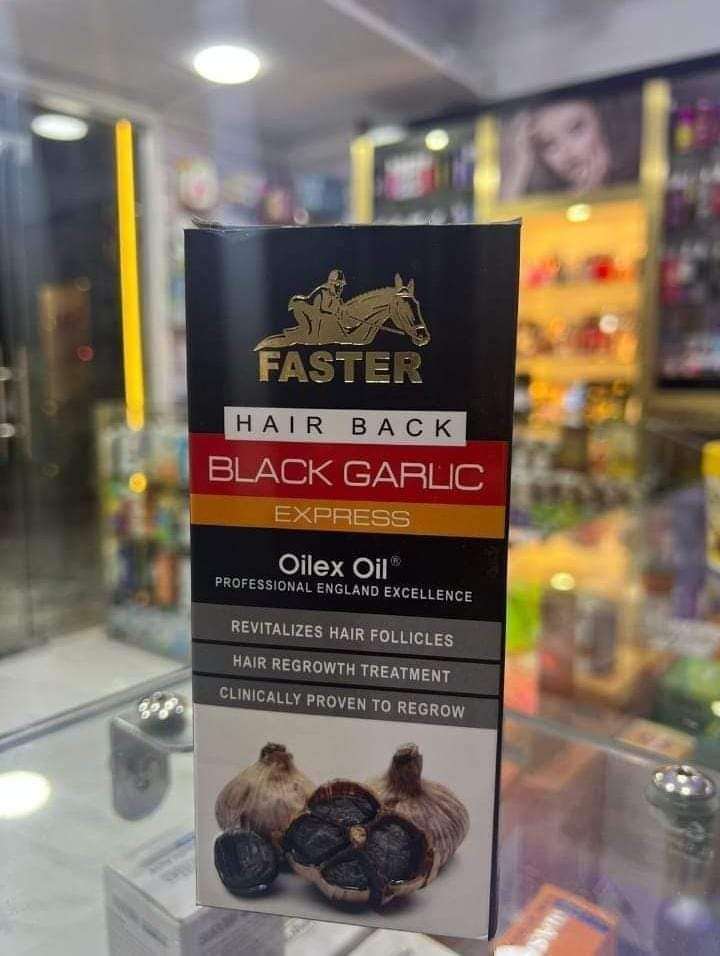 FASTER
HAIR BACK
BLACK GARLIC
EXPRESS
Oilex Oil®
PROFESSIONAL ENGLAND EXCELLENCE
REVITALIZES HAIR FOLLICLES
HAIR REGROWTH TREATMENT
CLINICALLY PROVEN TO REGROW